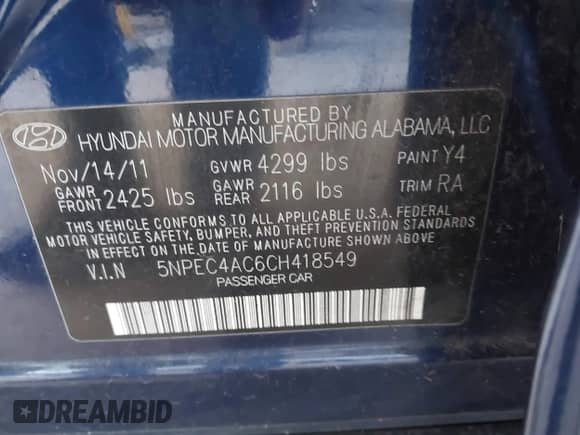 MANUFACTURED BY
HYUNDAI MOTOR MANUFACTURING ALABAMA, LLC
Nov/14/11 GVWR 4299 lbs PAINT Y4
GAWR FRONT 2425 lbs GAWR REAR 2116 lbs TRIM RA
THIS VEHICLE CONFORMS TO ALL APPLICABLE U.S.A. FEDERAL
MOTOR VEHICLE SAFETY, BUMPER, AND THEFT PREVENTION STANDARDS
IN EFFECT ON THE DATE OF MANUFACTURE SHOWN ABOVE.
V.I.N 5NPEC4AC6CH418549
PASSENGER CAR
DREAMBID